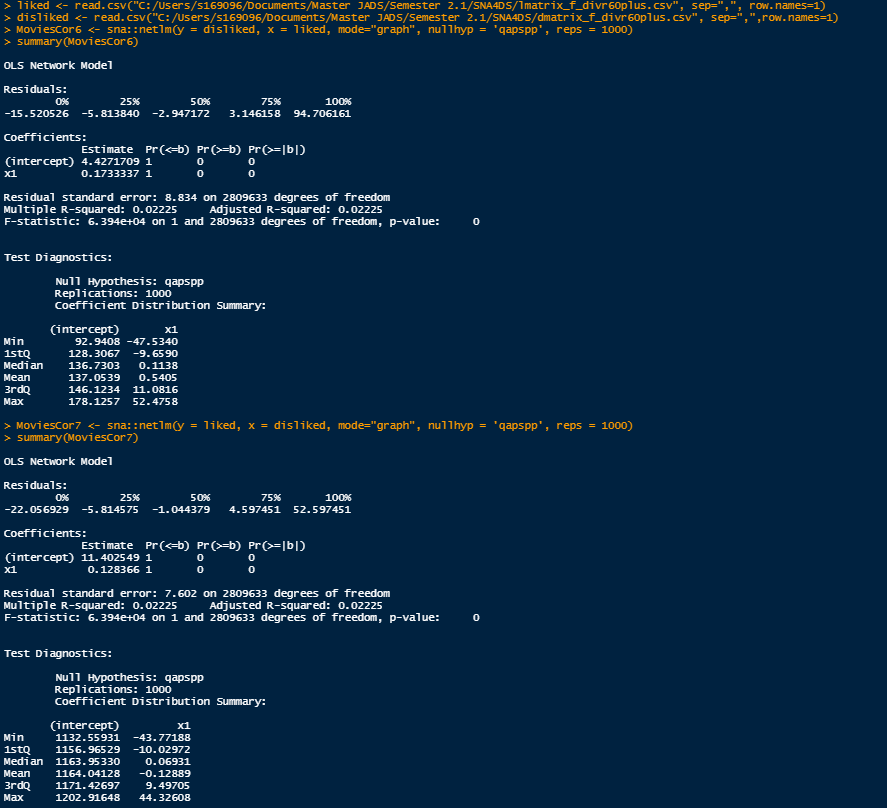 > liked <- read.csv("C:/Users/s169096/Documents/Master JADS/Semester 2.1/SNA4DS/lmatrix_f_divr60plus.csv", sep=",", row.names=1)
> disliked <- read.csv("C:/Users/s169096/Documents/Master JADS/Semester 2.1/SNA4DS/dmatrix_f_divr60plus.csv", sep=",",row.names=1)
> MoviesCor6 <- sna::netlm(y = disliked, x = liked, mode="graph", nullhyp = 'qapspp', reps = 1000)
> summary(MoviesCor6)
OLS Network Model
Residuals:
0% 25% 50% 75% 100%
-15.520526 -5.813840 -2.947172 3.146158 94.706161
Coefficients:
Estimate Pr(<=b) Pr(>=b) Pr(>=|b|)
(intercept) 4.4271709 1 0 0
x1 0.1733337 1 0 0
Residual standard error: 8.834 on 2809633 degrees of freedom
Multiple R-squared: 0.02225 Adjusted R-squared: 0.02225
F-statistic: 6.394e+04 on 1 and 2809633 degrees of freedom, p-value: 0
Test Diagnostics:
Null Hypothesis: qapspp
Replications: 1000
Coefficient Distribution Summary:
(intercept) x1
Min 92.9408 -47.5340
1stQ 128.3067 -9.6590
Median 136.7303 0.1138
Mean 137.0539 0.5405
3rdQ 146.1234 11.0816
Max 178.1257 52.4758
> MoviesCor7 <- sna::netlm(y = liked, x = disliked, mode="graph", nullhyp = 'qapspp', reps = 1000)
> summary(MoviesCor7)
OLS Network Model
Residuals:
0% 25% 50% 75% 100%
-22.056929 -5.814575 -1.044379 4.597451 52.597451
Coefficients:
Estimate Pr(<=b) Pr(>=b) Pr(>=|b|)
(intercept) 11.402549 1 0 0
x1 0.128366 1 0 0
Residual standard error: 7.602 on 2809633 degrees of freedom
Multiple R-squared: 0.02225 Adjusted R-squared: 0.02225
F-statistic: 6.394e+04 on 1 and 2809633 degrees of freedom, p-value: 0
Test Diagnostics:
Null Hypothesis: qapspp
Replications: 1000
Coefficient Distribution Summary:
(intercept) x1
Min 1132.55931 -43.77188
1stQ 1156.96529 -10.02972
Median 1163.95330 0.06931
Mean 1164.04128 -0.12889
3rdQ 1171.42697 9.49705
Max 1202.91648 44.32608